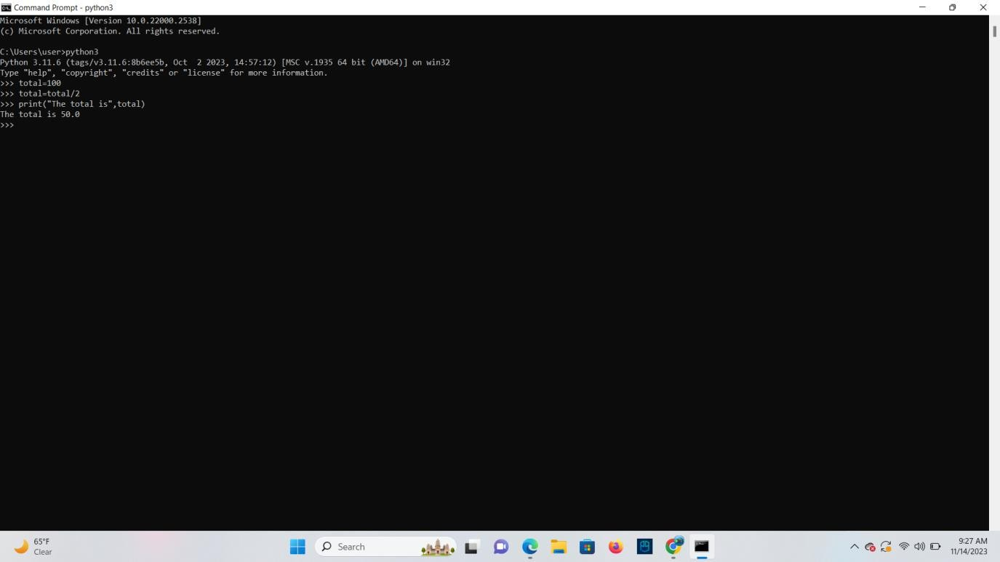 Command Prompt - python3
Microsoft Windows [Version 10.0.22000.2538]
(c) Microsoft Corporation. All rights reserved.
C:\Users\user>python3
Python 3.11.6 (tags/v3.11.6:8b6ee5b, Oct  2 2023, 14:57:12) [MSC v.1935 64 bit (AMD64)] on win32
Type "help", "copyright", "credits" or "license" for more information.
>>> total=100
>>> total=total/2
>>> print("The total is",total)
The total is 50.0
>>>
65°F
Clear
Search
9:27 AM
11/14/2023